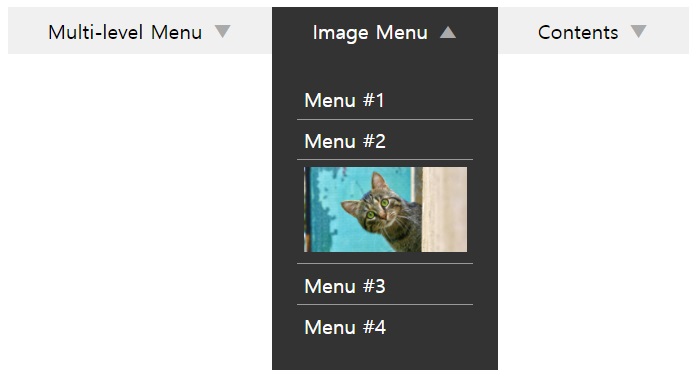 Multi-level Menu ▼
Image Menu ▲
Contents ▼
Menu #1
Menu #2
Menu #3
Menu #4